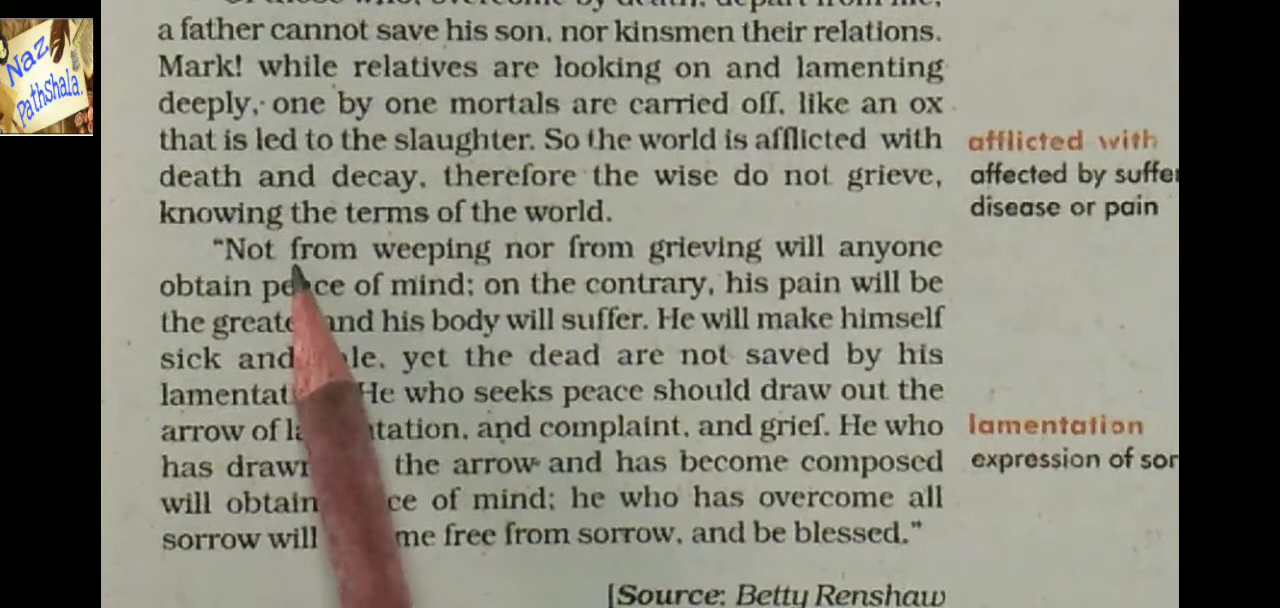 Naz
PathShala.
a father cannot save his son, nor kinsmen their relations.
Mark! while relatives are looking on and lamenting
deeply, one by one mortals are carried off, like an ox
that is led to the slaughter. So the world is afflicted with
death and decay, therefore the wise do not grieve,
knowing the terms of the world.
"Not from weeping nor from grieving will anyone
obtain pe ce of mind; on the contrary, his pain will be
the greate and his body will suffer. He will make himself
sick and le, yet the dead are not saved by his
lamentat He who seeks peace should draw out the
arrow of la tation, and complaint, and grief. He who
has draw the arrow and has become composed
will obtain ce of mind; he who has overcome all
sorrow will me free from sorrow, and be blessed."
[Source: Betty Renshaw
afflicted with
affected by suffe
disease or pain
lamentation
expression of sor